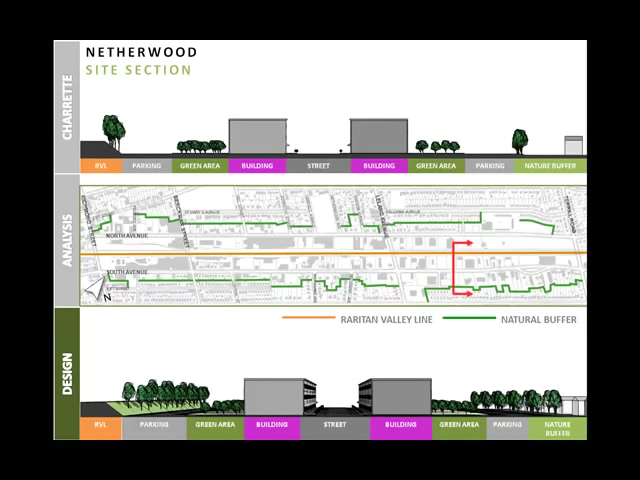 NETHERWOOD
SITE SECTION
CHARRETTE
RVL PARKING GREEN AREA BUILDING STREET BUILDING GREEN AREA PARKING NATURE BUFFER
ANALYSIS
NORTH AVENUE
SOUTH AVENUE
N
RARITAN VALLEY LINE NATURAL BUFFER
DESIGN
RVL PARKING GREEN AREA BUILDING STREET BUILDING GREEN AREA PARKING NATURE
BUFFER